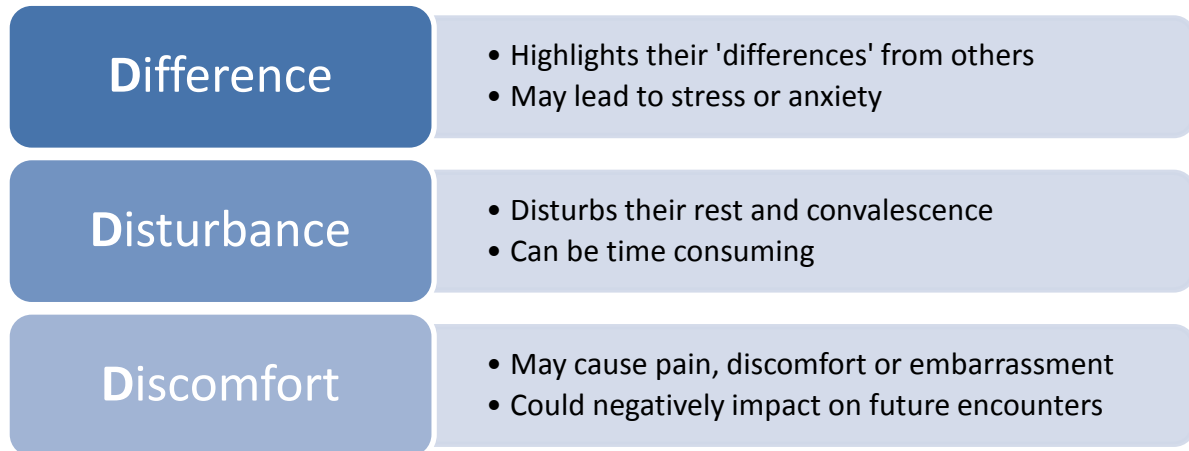 Difference
• Highlights their 'differences' from others
• May lead to stress or anxiety
Disturbance
• Disturbs their rest and convalescence
• Can be time consuming
Discomfort
• May cause pain, discomfort or embarrassment
• Could negatively impact on future encounters